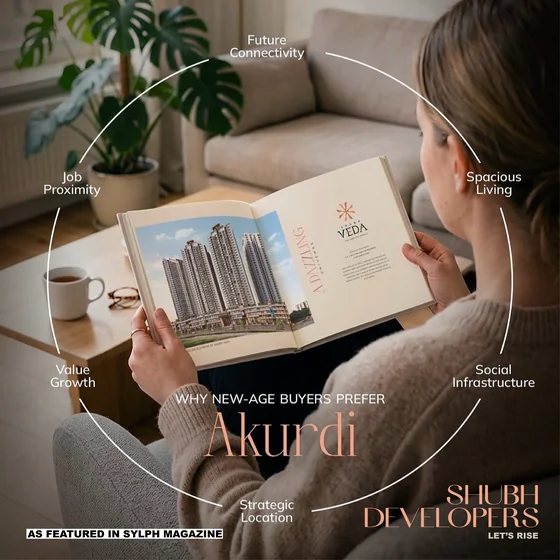 Future
Connectivity
Job
Proximity
Spacious
Living
VEDA
Value
Growth
Social
Infrastructure
WHY NEW-AGE BUYERS PREFER
Akurdi
Strategic
Location
SHUBH
DEVELOPERS
LET'S RISE
AS FEATURED IN SYLPH MAGAZINE